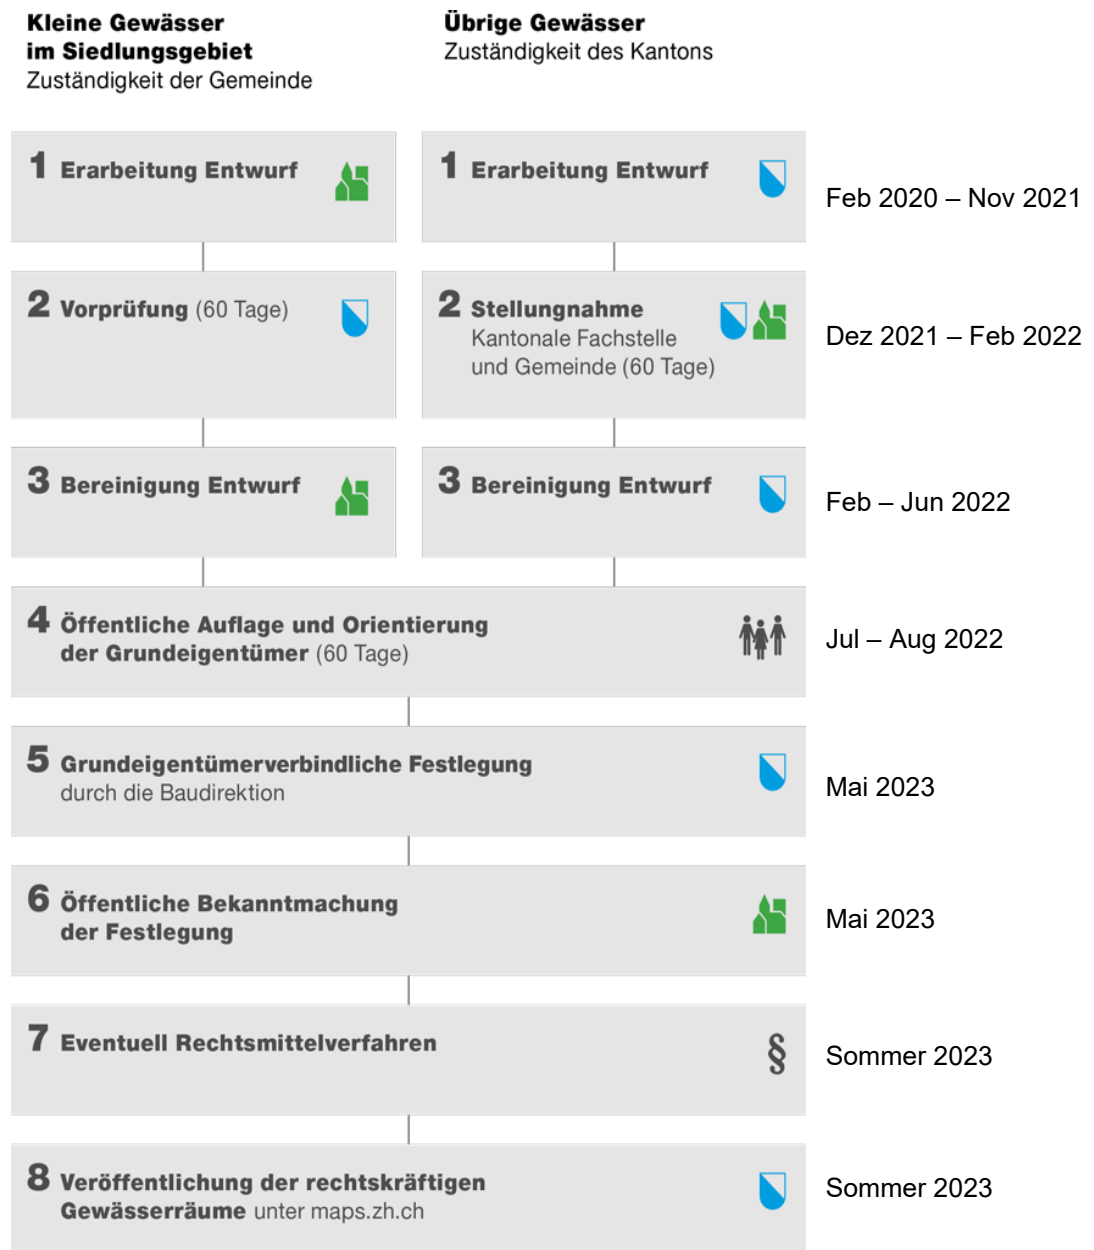 Kleine Gewässer
im Siedlungsgebiet
Zuständigkeit der Gemeinde
Übrige Gewässer
Zuständigkeit des Kantons
1 Erarbeitung Entwurf
1 Erarbeitung Entwurf
Feb 2020 – Nov 2021
2 Vorprüfung (60 Tage)
2 Stellungnahme
Kantonale Fachstelle
und Gemeinde (60 Tage)
Dez 2021 – Feb 2022
3 Bereinigung Entwurf
3 Bereinigung Entwurf
Feb – Jun 2022
4 Öffentliche Auflage und Orientierung
der Grundeigentümer (60 Tage)
Jul – Aug 2022
5 Grundeigentümerverbindliche Festlegung
durch die Baudirektion
Mai 2023
6 Öffentliche Bekanntmachung
der Festlegung
Mai 2023
7 Eventuell Rechtsmittelverfahren
§
Sommer 2023
8 Veröffentlichung der rechtskräftigen
Gewässerräume unter maps.zh.ch
Sommer 2023